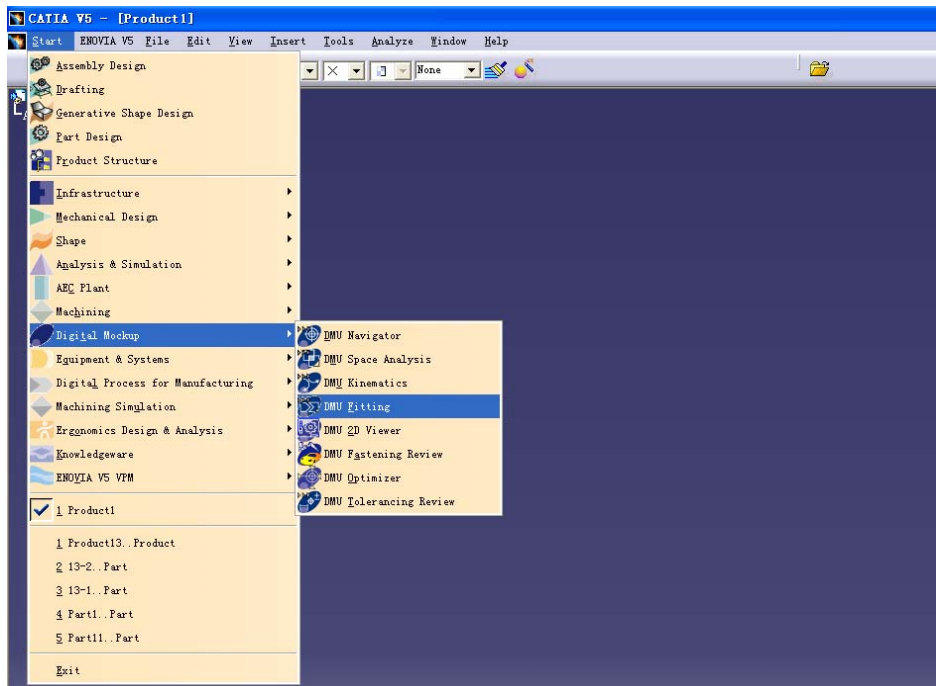 CATIA V5 - [Product1]
Start ENOVIA V5 File Edit View Insert Tools Analyze Window Help
None
Assembly Design
Drafting
Generative Shape Design
Part Design
Product Structure
Infrastructure
Mechanical Design
Shape
Analysis & Simulation
AEC Plant
Machining
Digital Mockup
Equipment & Systems
Digital Process for Manufacturing
Machining Simulation
Ergonomics Design & Analysis
Knowledgeware
ENOVIA V5 VPM
1 Product1
1 Product13..Product
2 13-2..Part
3 13-1..Part
4 Part1..Part
5 Part11..Part
Exit
DMU Navigator
DMU Space Analysis
DMU Kinematics
DMU Fitting
DMU 2D Viewer
DMU Fastening Review
DMU Optimizer
DMU Tolerancing Review